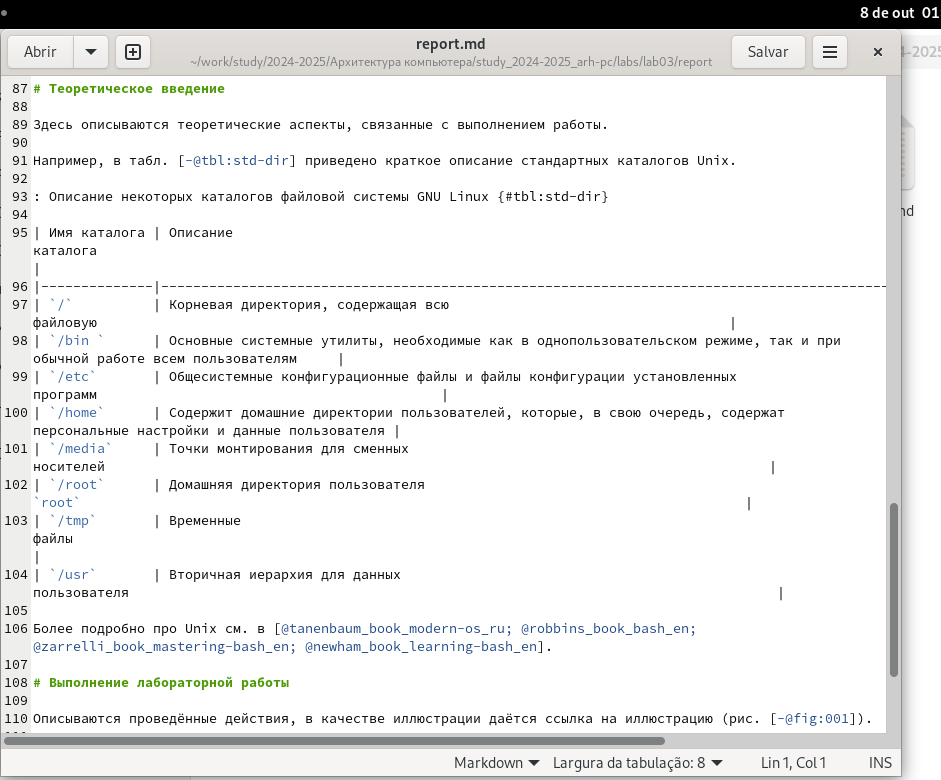 8 de out 01
Abrir
report.md
~/work/study/2024-2025/Архитектура компьютера/study_2024-2025_arh-pc/labs/lab03/report
Salvar
4-2025
nd
87 # Теоретическое введение
88
89 Здесь описываются теоретические аспекты, связанные с выполнением работы.
90
91 Например, в табл. [-@tbl:std-dir] приведено краткое описание стандартных каталогов Unix.
92
93 : Описание некоторых каталогов файловой системы GNU Linux {#tbl:std-dir}
94
95 | Имя каталога | Описание
каталога
|
96 |--------------|-------------------------------------------------------------------------------------------
97 | `/` | Корневая директория, содержащая всю
файловую |
98 | `/bin ` | Основные системные утилиты, необходимые как в однопользовательском режиме, так и при
обычной работе всем пользователям |
99 | `/etc` | Общесистемные конфигурационные файлы и файлы конфигурации установленных
программ |
100 | `/home` | Содержит домашние директории пользователей, которые, в свою очередь, содержат
персональные настройки и данные пользователя |
101 | `/media` | Точки монтирования для сменных
носителей |
102 | `/root` | Домашняя директория пользователя
`root` |
103 | `/tmp` | Временные
файлы
|
104 | `/usr` | Вторичная иерархия для данных
пользователя |
105
106 Более подробно про Unix см. в [@tanenbaum_book_modern-os_ru; @robbins_book_bash_en;
@zarrelli_book_mastering-bash_en; @newham_book_learning-bash_en].
107
108 # Выполнение лабораторной работы
109
110 Описываются проведённые действия, в качестве иллюстрации даётся ссылка на иллюстрацию (рис. [-@fig:001]).
Markdown Largura da tabulação: 8 Lin 1, Col 1 INS